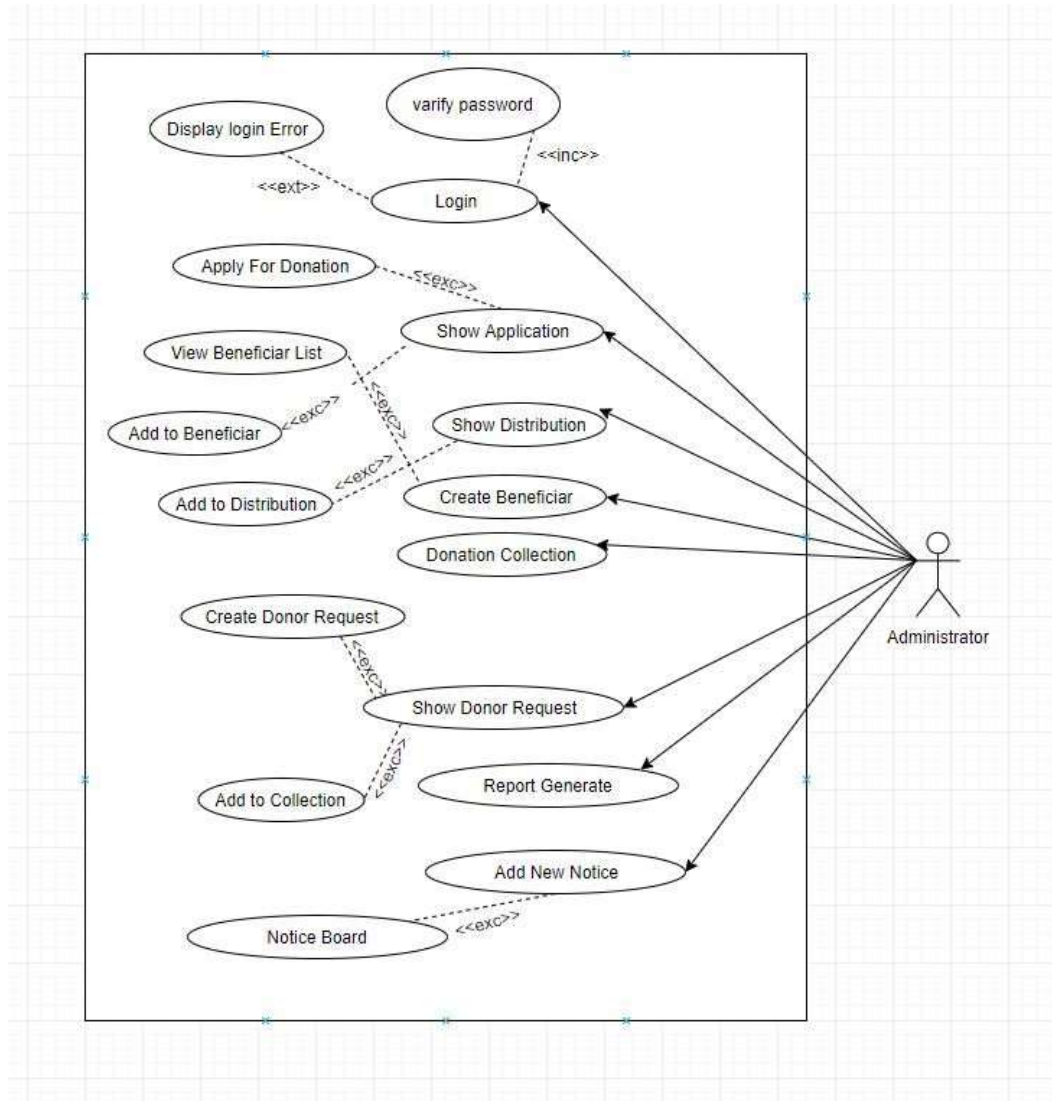 varify password
Display login Error
<<inc>>
<<ext>>
Login
Apply For Donation
<<exc>>
Show Application
View Beneficiar List
<<exc>>
<<exc>>
Show Distribution
Add to Beneficiar
<<exc>>
Create Beneficiar
Add to Distribution
Donation Collection
Create Donor Request
Administrator
<<exc>>
Show Donor Request
<<exc>>
Report Generate
Add to Collection
Add New Notice
<<exc>>
Notice Board